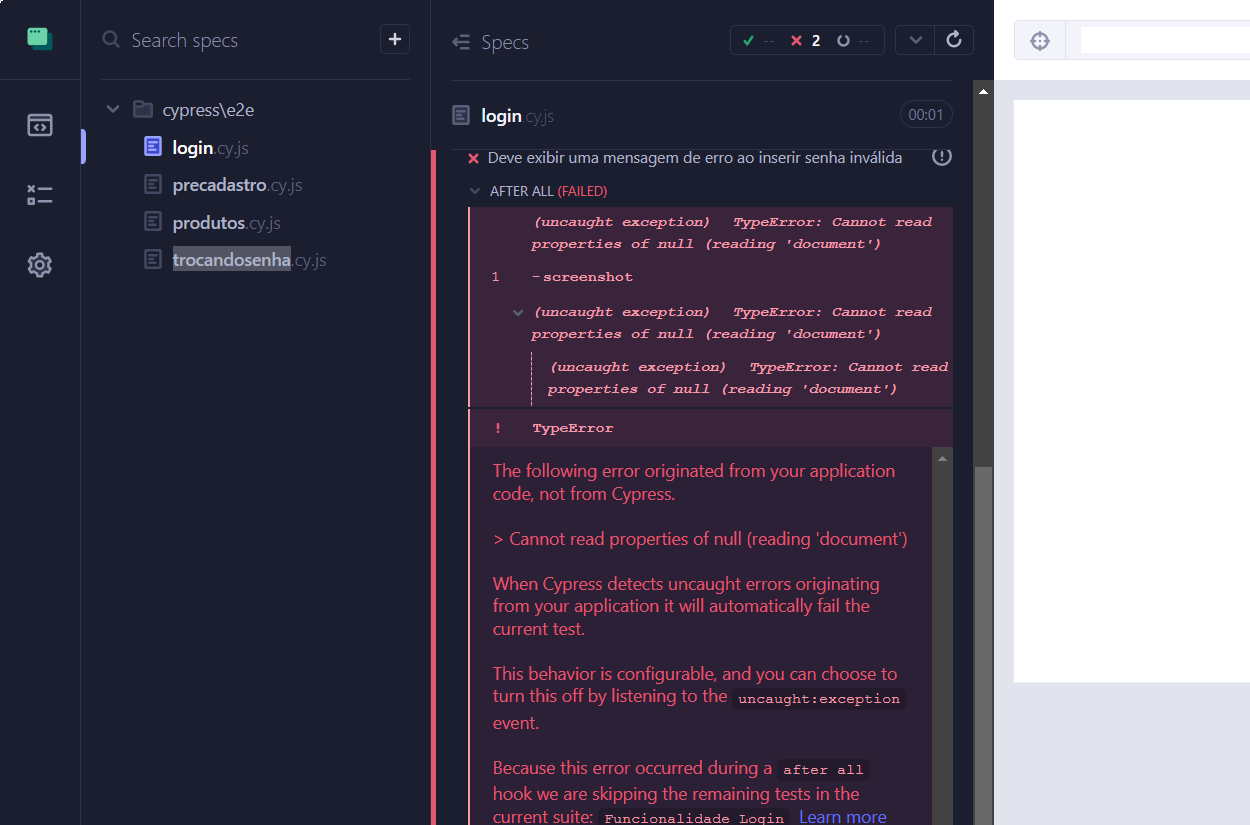 Search specs
+
cypress\e2e
login.cy.js
precadastro.cy.js
produtos.cy.js
trocandosenha.cy.js
Specs
-- 2 --
login.cy.js
00:01
Deve exibir uma mensagem de erro ao inserir senha inválida
AFTER ALL (FAILED)
(uncaught exception) TypeError: Cannot read
properties of null (reading 'document')
1 -screenshot
(uncaught exception) TypeError: Cannot read
properties of null (reading 'document')
(uncaught exception) TypeError: Cannot read
properties of null (reading 'document')
! TypeError
The following error originated from your application
code, not from Cypress.
> Cannot read properties of null (reading 'document')
When Cypress detects uncaught errors originating
from your application it will automatically fail the
current test.
This behavior is configurable, and you can choose to
turn this off by listening to the uncaught:exception
event.
Because this error occurred during a after all
hook we are skipping the remaining tests in the
current suite: Funcionalidade Login Learn more